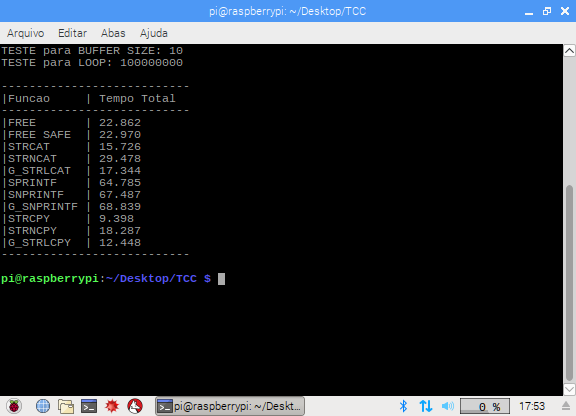 pi@raspberrypi: ~/Desktop/TCC
Arquivo Editar Abas Ajuda
TESTE para BUFFER SIZE: 10
TESTE para LOOP: 100000000
---------------------------
|Funcao | Tempo Total
---------------------------
|FREE | 22.862
|FREE SAFE | 22.970
|STRCAT | 15.726
|STRNCAT | 29.478
|G_STRLCAT | 17.344
|SPRINTF | 64.785
|SNPRINTF | 67.487
|G_SNPRINTF | 68.839
|STRCPY | 9.398
|STRNCPY | 18.287
|G_STRLCPY | 12.448
---------------------------
pi@raspberrypi:~/Desktop/TCC $
pi@raspberrypi: ~/Deskt... 0 % 17:53